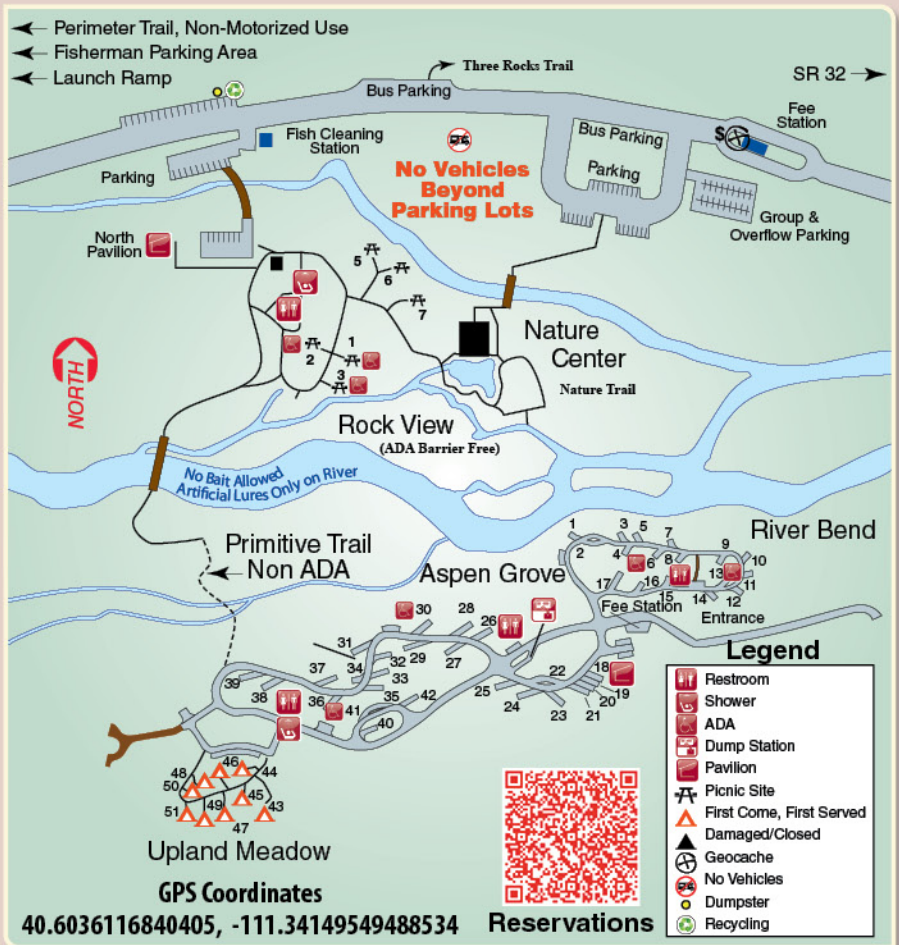 Perimeter Trail, Non-Motorized Use
Fisherman Parking Area
Launch Ramp
Three Rocks Trail
SR 32
Bus Parking
Fee
Station
$
Fish Cleaning
Station
No Vehicles
Beyond
Parking Lots
Bus Parking
Parking
Parking
Group &
Overflow Parking
North
Pavilion
5
6
7
1
2
3
Nature
Center
Nature Trail
NORTH
Rock View
(ADA Barrier Free)
No Bait Allowed
Artificial Lures Only on River
Primitive Trail
Non ADA
Aspen Grove
River Bend
1
2
3
5
4
6
7
8
9
10
11
12
13
14
15
16
17
Fee Station
Entrance
18
19
20
21
22
23
24
25
26
27
28
29
30
31
32
33
34
35
36
37
38
39
40
41
42
43
44
45
46
47
48
49
50
51
Upland Meadow
GPS Coordinates
40.6036116840405, -111.34149549488534
Reservations
Legend
Restroom
Shower
ADA
Dump Station
Pavilion
Picnic Site
First Come, First Served
Damaged/Closed
Geocache
No Vehicles
Dumpster
Recycling